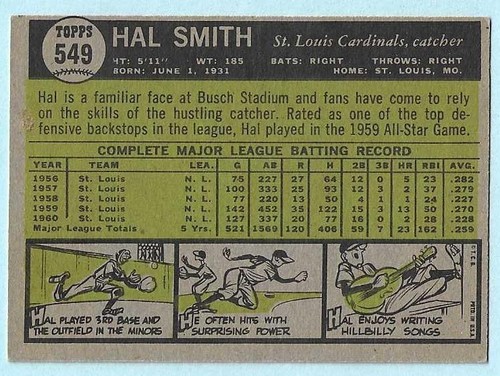 TOPPS
549
HAL SMITH
St. Louis Cardinals, catcher
HT: 5'11" WT: 185 BATS: RIGHT THROWS: RIGHT
BORN: JUNE 1, 1931 HOME: ST. LOUIS, MO.
Hal is a familiar face at Busch Stadium and fans have come to rely
on the skills of the hustling catcher. Rated as one of the top de-
fensive backstops in the league, Hal played in the 1959 All-Star Game.
COMPLETE MAJOR LEAGUE BATTING RECORD
YEAR TEAM LEA. G AB R H 2B 3B HR RBI AVG.
1956 St. Louis N. L. 75 227 27 64 12 0 5 23 .282
1957 St. Louis N. L. 100 333 25 93 12 3 2 37 .279
1958 St. Louis N. L. 77 220 13 50 4 1 1 24 .227
1959 St. Louis N. L. 142 452 35 122 15 3 13 50 .270
1960 St. Louis N. L. 127 337 20 77 16 0 2 28 .228
Major League Totals 5 Yrs. 521 1569 120 406 59 7 23 162 .259
HAL PLAYED 3RD BASE AND
THE OUTFIELD IN THE MINORS
HE OFTEN HITS WITH
SURPRISING POWER
HAL ENJOYS WRITING
HILLBILLY SONGS
©T.C.G. PRTD. IN U.S.A.